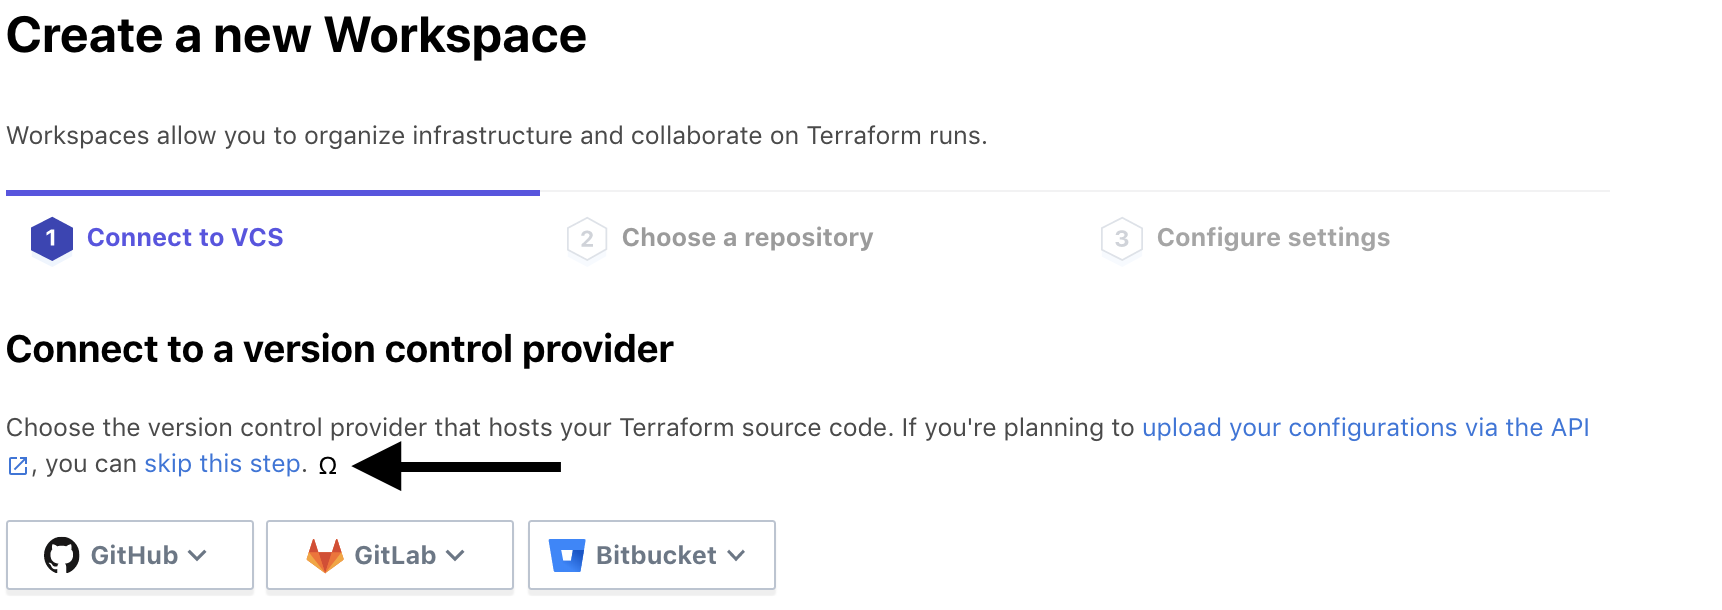 Create a new Workspace
Workspaces allow you to organize infrastructure and collaborate on Terraform runs.
1 Connect to VCS
2 Choose a repository
3 Configure settings
Connect to a version control provider
Choose the version control provider that hosts your Terraform source code. If you're planning to upload your configurations via the API
, you can skip this step. Ω
GitHub
GitLab
Bitbucket